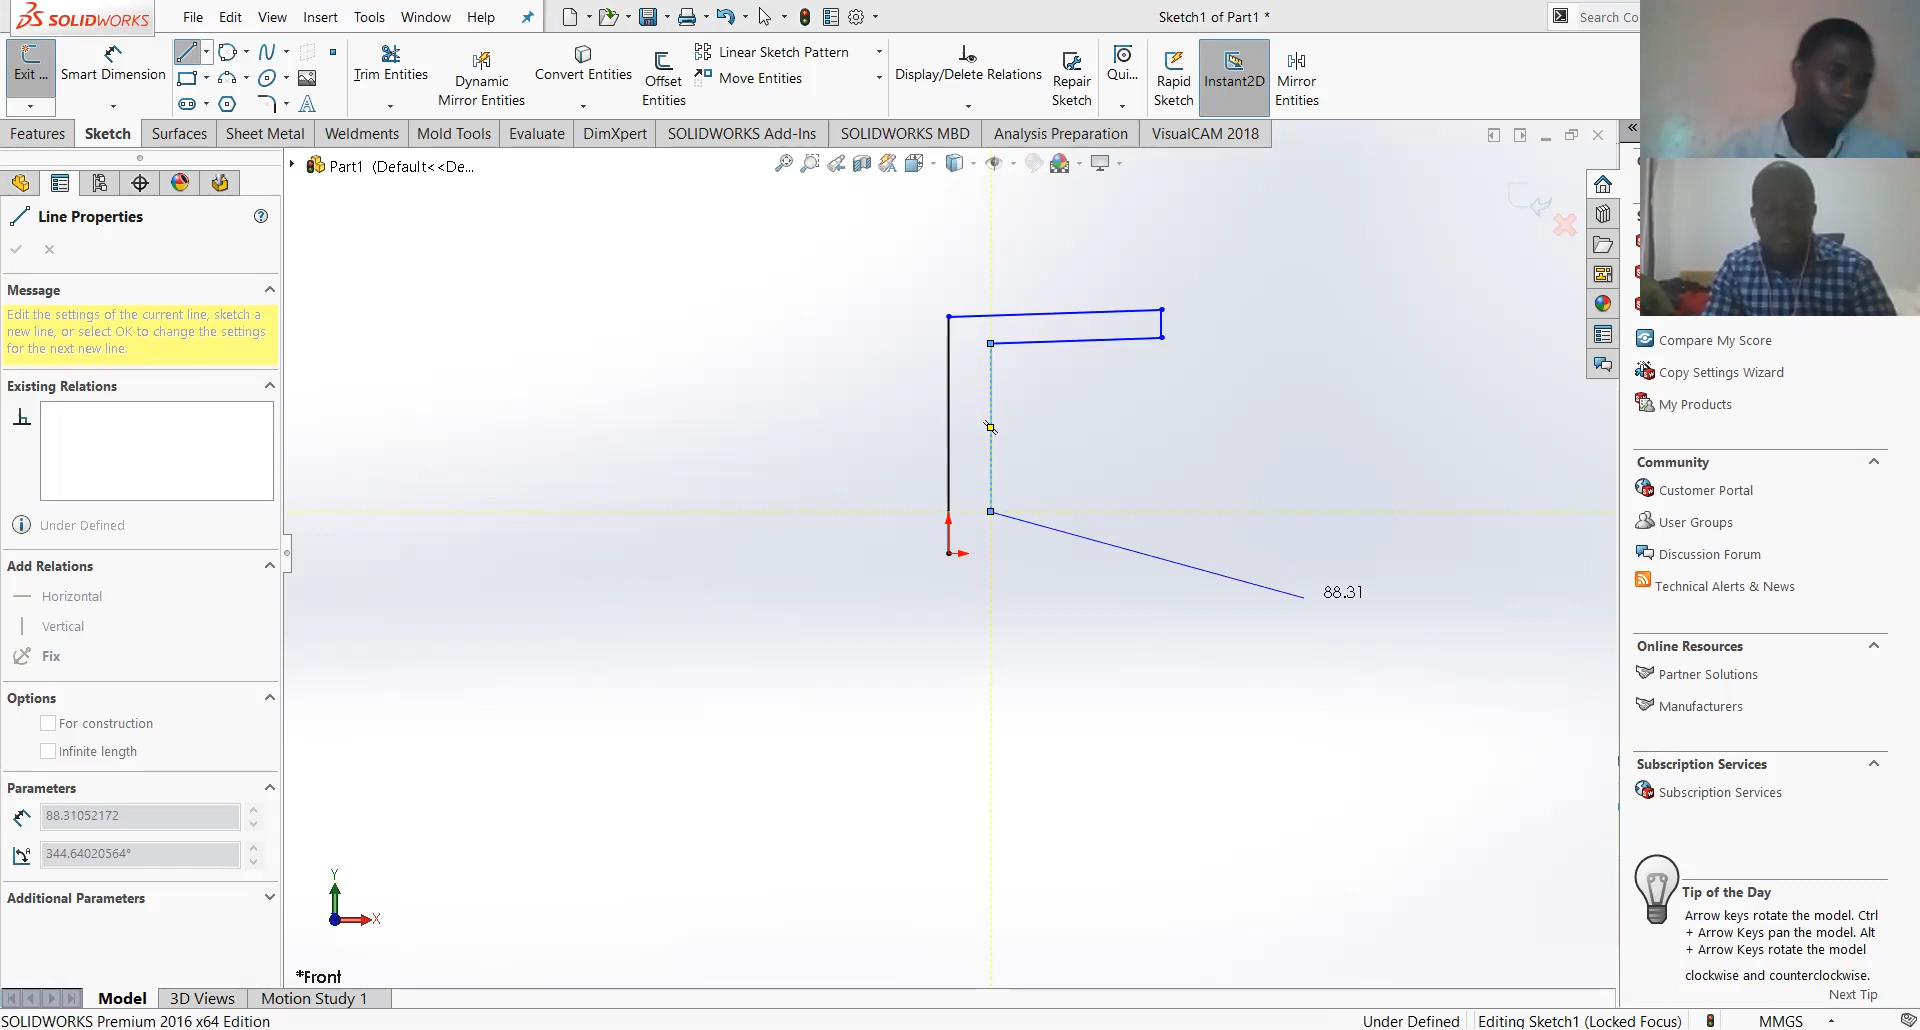 SOLIDWORKS File Edit View Insert Tools Window Help Sketch1 of Part1 * Search Co
Exit ... Smart Dimension Trim Entities Dynamic Mirror Entities Convert Entities Offset Entities Linear Sketch Pattern Move Entities Display/Delete Relations Repair Sketch Qui... Rapid Sketch Instant2D Mirror Entities
Features Sketch Surfaces Sheet Metal Weldments Mold Tools Evaluate DimXpert SOLIDWORKS Add-Ins SOLIDWORKS MBD Analysis Preparation VisualCAM 2018
Part1 (Default<<De...
Line Properties
Message
Edit the settings of the current line, sketch a
new line, or select OK to change the settings
for the next new line.
Existing Relations
Under Defined
Add Relations
Horizontal
Vertical
Fix
Options
For construction
Infinite length
Parameters
88.31052172
344.64020564°
Additional Parameters
88.31
Y
X
*Front
Compare My Score
Copy Settings Wizard
My Products
Community
Customer Portal
User Groups
Discussion Forum
Technical Alerts & News
Online Resources
Partner Solutions
Manufacturers
Subscription Services
Subscription Services
Tip of the Day
Arrow keys rotate the model. Ctrl
+ Arrow Keys pan the model. Alt
+ Arrow Keys rotate the model
clockwise and counterclockwise.
Next Tip
Model 3D Views Motion Study 1
SOLIDWORKS Premium 2016 x64 Edition Under Defined Editing Sketch1 (Locked Focus) MMGS